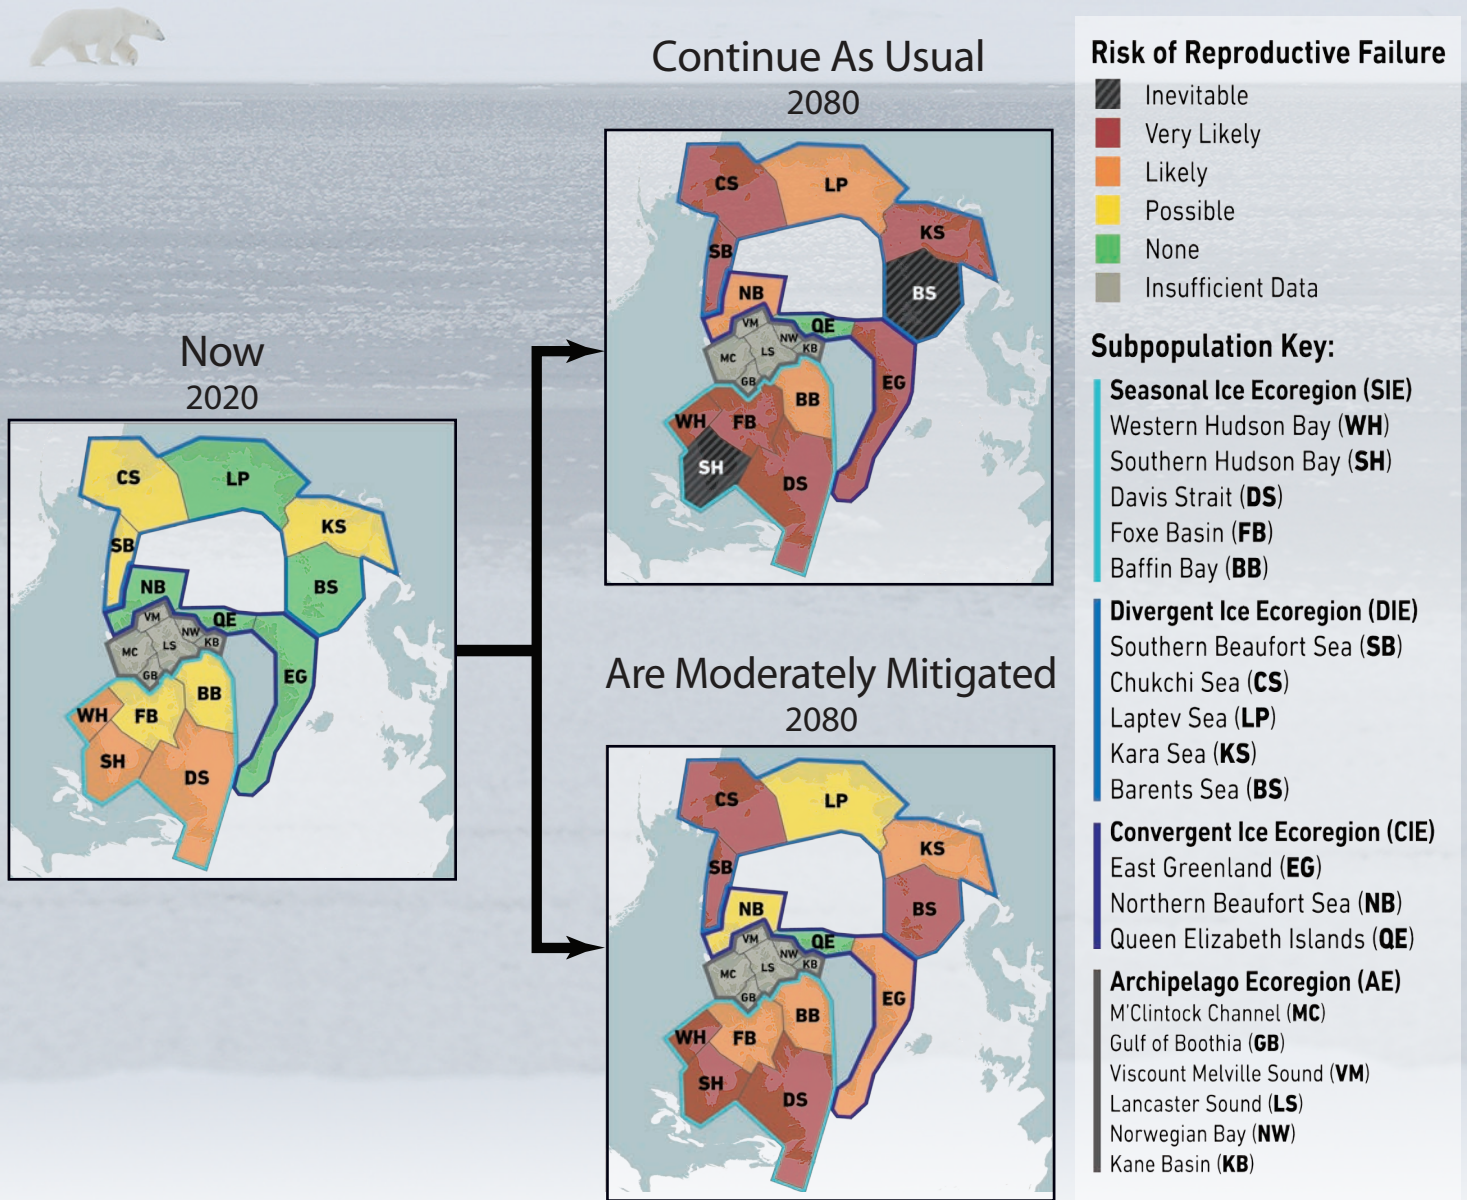 Continue As Usual
2080
CS
LP
KS
SB
BS
NB
VM
QE
NW
KB
MC
LS
GB
EG
BB
WH
FB
SH
DS
Now
2020
CS
LP
KS
SB
NB
BS
VM
QE
NW
KB
MC
LS
GB
EG
BB
WH
FB
SH
DS
Are Moderately Mitigated
2080
CS
LP
KS
SB
NB
BS
VM
QE
NW
KB
MC
LS
GB
EG
BB
WH
FB
SH
DS
Risk of Reproductive Failure
Inevitable
Very Likely
Likely
Possible
None
Insufficient Data
Subpopulation Key:
Seasonal Ice Ecoregion (SIE)
Western Hudson Bay (WH)
Southern Hudson Bay (SH)
Davis Strait (DS)
Foxe Basin (FB)
Baffin Bay (BB)
Divergent Ice Ecoregion (DIE)
Southern Beaufort Sea (SB)
Chukchi Sea (CS)
Laptev Sea (LP)
Kara Sea (KS)
Barents Sea (BS)
Convergent Ice Ecoregion (CIE)
East Greenland (EG)
Northern Beaufort Sea (NB)
Queen Elizabeth Islands (QE)
Archipelago Ecoregion (AE)
M'Clintock Channel (MC)
Gulf of Boothia (GB)
Viscount Melville Sound (VM)
Lancaster Sound (LS)
Norwegian Bay (NW)
Kane Basin (KB)